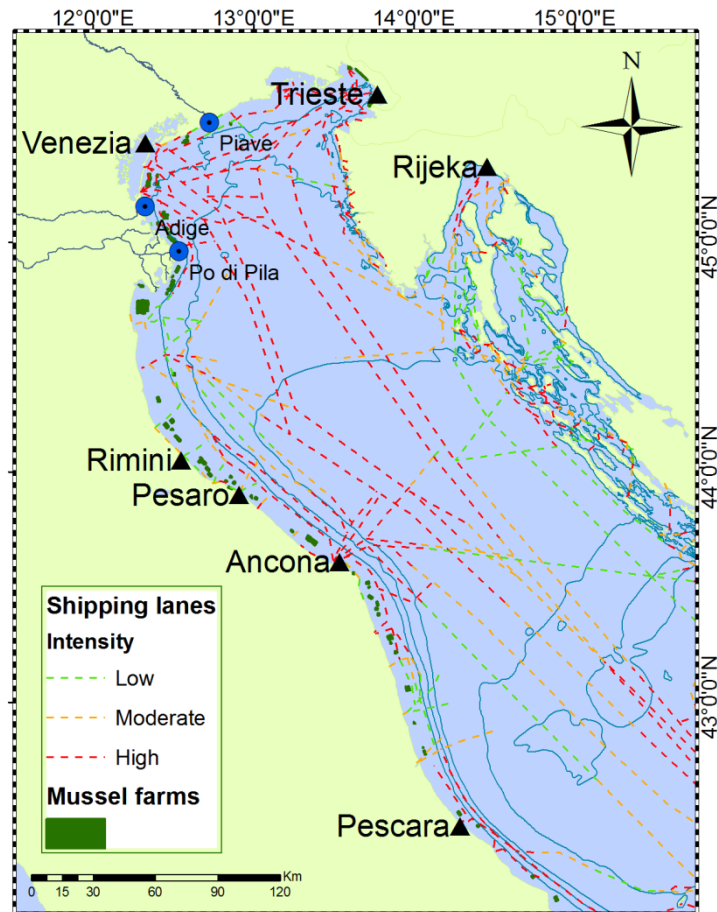 12°0'0"E 13°0'0"E 14°0'0"E 15°0'0"E
N
Trieste
Piave
Venezia
Rijeka
Adige
45°0'0"N
Po di Pila
Rimini
44°0'0"N
Pesaro
Ancona
Shipping lanes
Intensity
Low
Moderate
High
43°0'0"N
Mussel farms
Pescara
Km
0 15 30 60 90 120